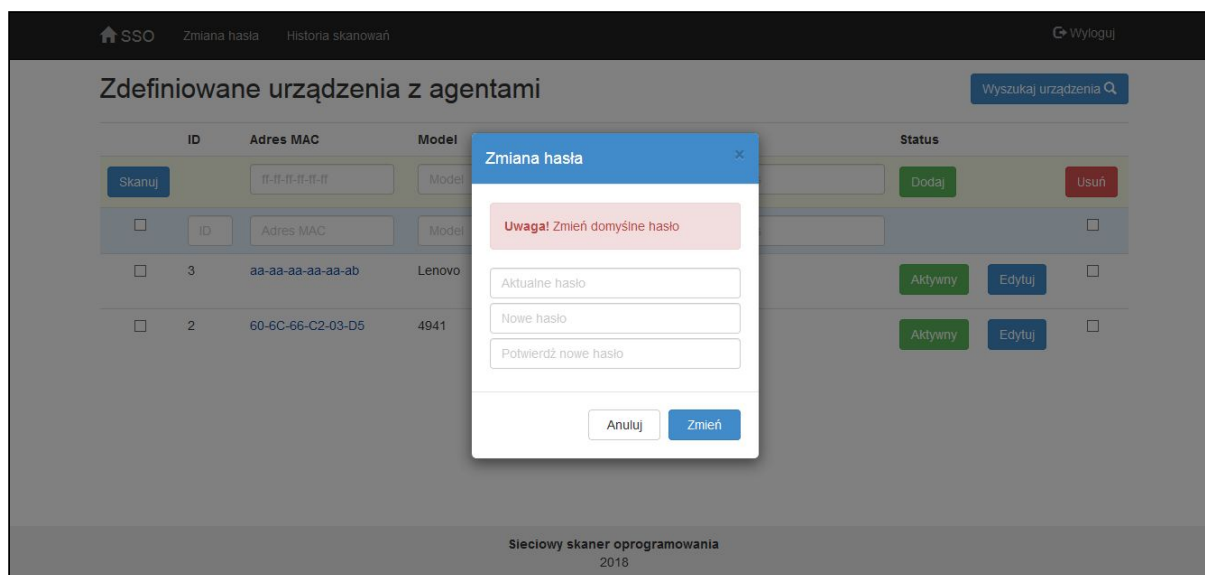 SSO Zmiana hasła Historia skanowań Wyloguj
Zdefiniowane urządzenia z agentami Wyszukaj urządzenia
ID Adres MAC Model Status
Zmiana hasła ×
Skanuj ff-ff-ff-ff-ff-ff Model Dodaj Usuń
Uwaga! Zmień domyślne hasło
ID Adres MAC Model
3 aa-aa-aa-aa-aa-ab Lenovo Aktywny Edytuj
Aktualne hasło
Nowe hasło
2 60-6C-66-C2-03-D5 4941 Aktywny Edytuj
Potwierdź nowe hasło
Anuluj Zmień
Sieciowy skaner oprogramowania
2018